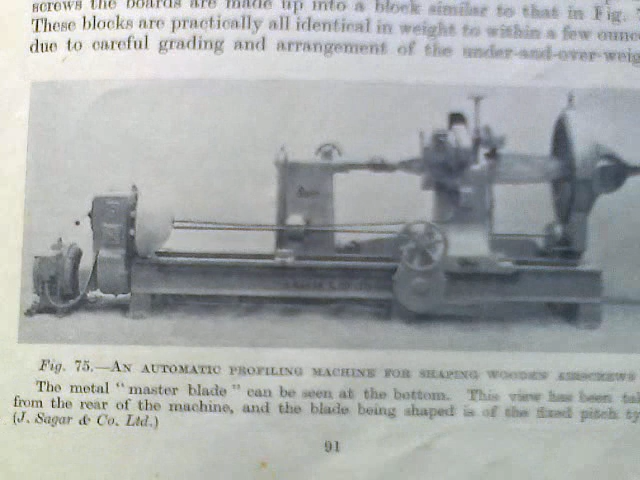 screws the boards are made up into a block similar to that in Fig.
These blocks are practically all identical in weight to within a few ounce
due to careful grading and arrangement of the under-and-over-weig
Fig. 75.—AN AUTOMATIC PROFILING MACHINE FOR SHAPING WOODEN AIRSCREWS
The metal "master blade" can be seen at the bottom. This view has been tak
from the rear of the machine, and the blade being shaped is of the fixed pitch ty
(J. Sagar & Co. Ltd.)
91